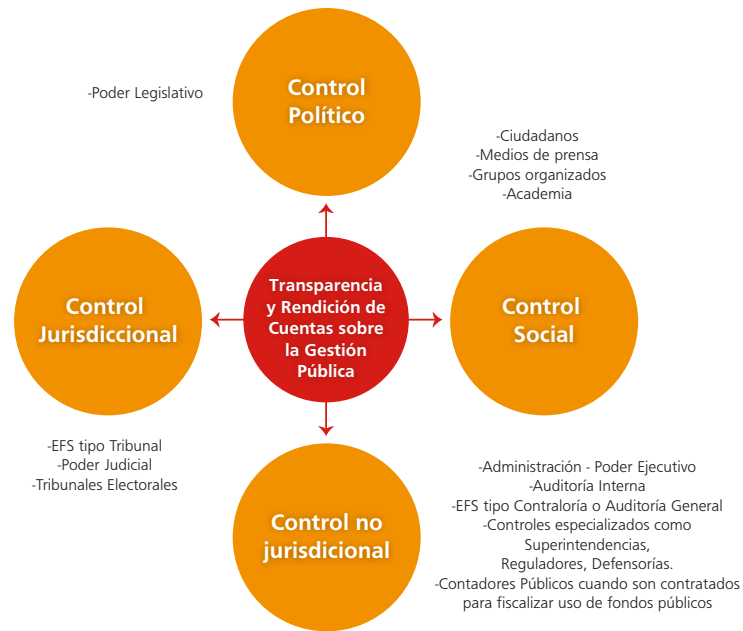 Control
Político
-Poder Legislativo
-Ciudadanos
-Medios de prensa
-Grupos organizados
-Academia
Transparencia
y Rendición de
Cuentas sobre
la Gestión
Pública
Control
Jurisdiccional
Control
Social
-EFS tipo Tribunal
-Poder Judicial
-Tribunales Electorales
Control no
jurisdicional
-Administración - Poder Ejecutivo
-Auditoría Interna
-EFS tipo Contraloría o Auditoría General
-Controles especializados como
Superintendencias,
Reguladores, Defensorías.
-Contadores Públicos cuando son contratados
para fiscalizar uso de fondos públicos